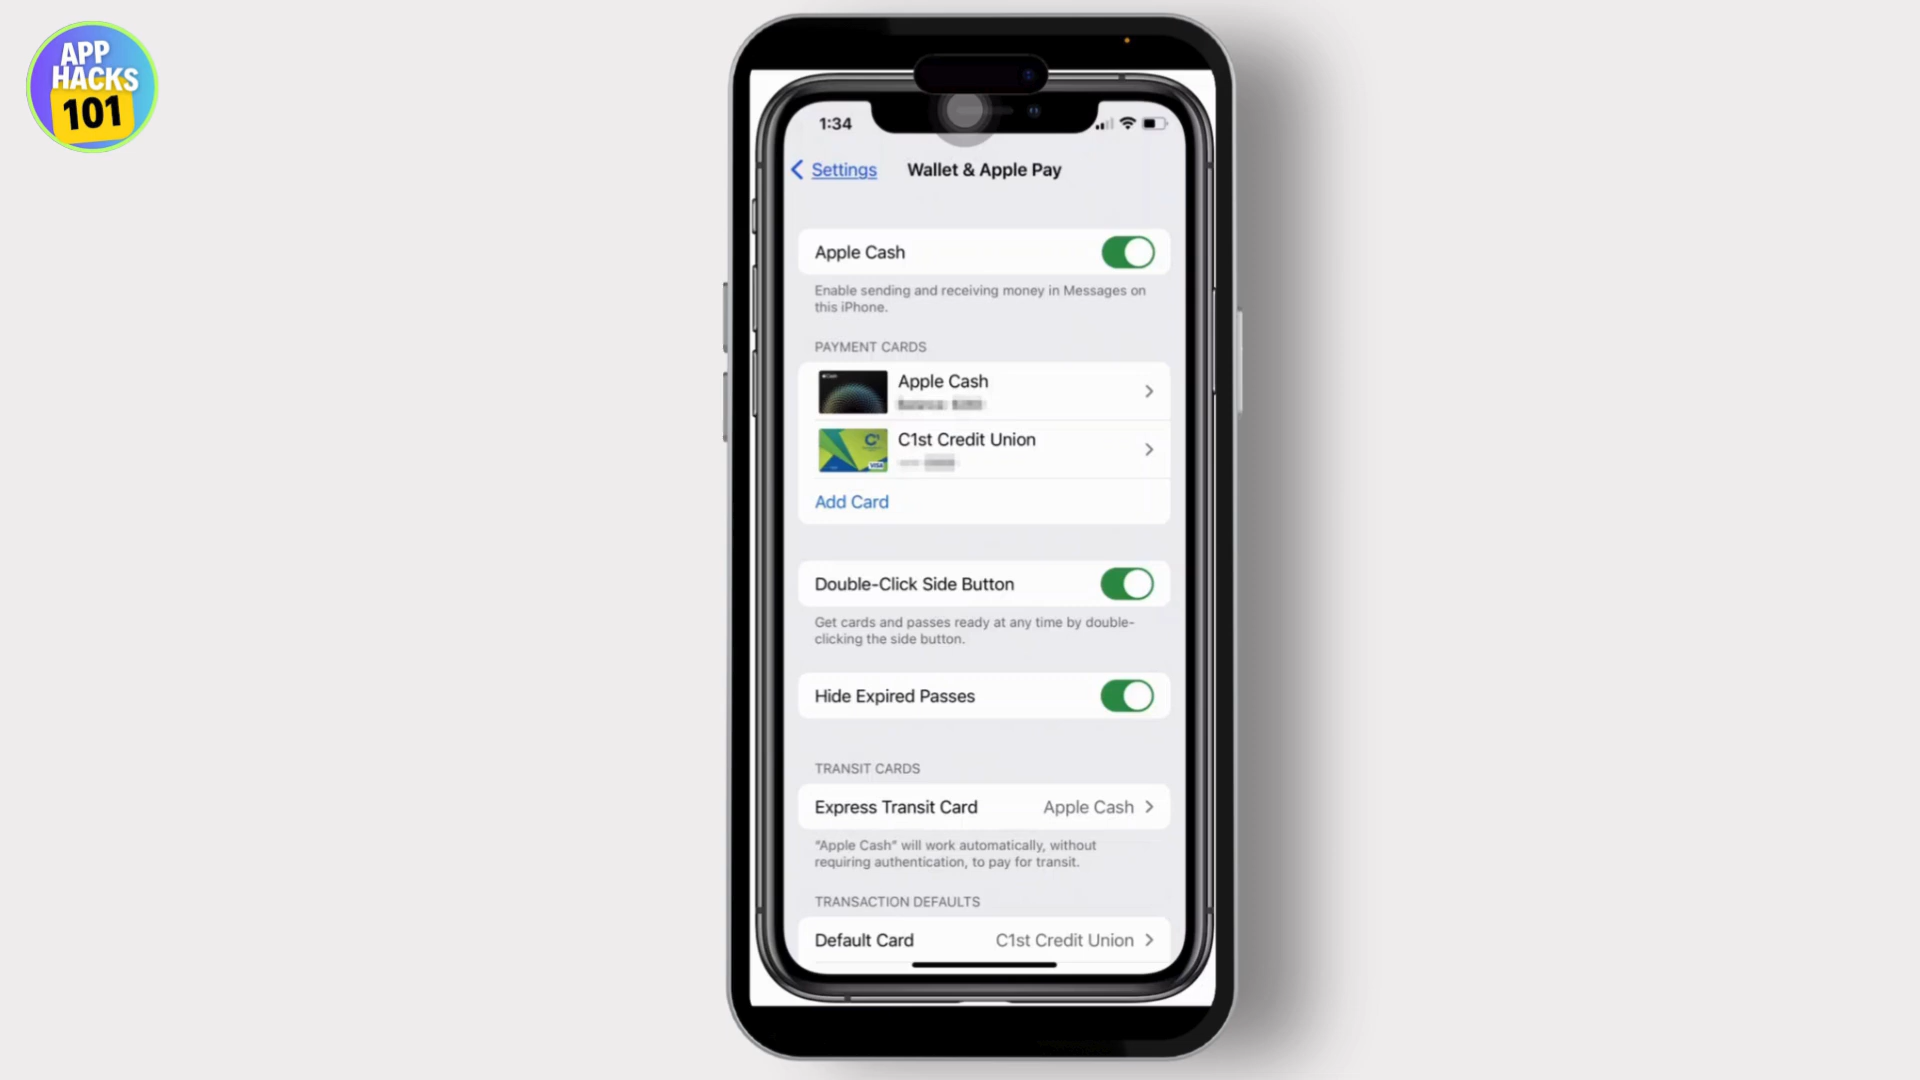 APP
HACKS
101
1:34
Settings
Wallet & Apple Pay
Apple Cash
Enable sending and receiving money in Messages on
this iPhone.
PAYMENT CARDS
Apple Cash
C1st Credit Union
VISA
Add Card
Double-Click Side Button
Get cards and passes ready at any time by double-
clicking the side button.
Hide Expired Passes
TRANSIT CARDS
Express Transit Card
Apple Cash
"Apple Cash" will work automatically, without
requiring authentication, to pay for transit.
TRANSACTION DEFAULTS
Default Card
C1st Credit Union